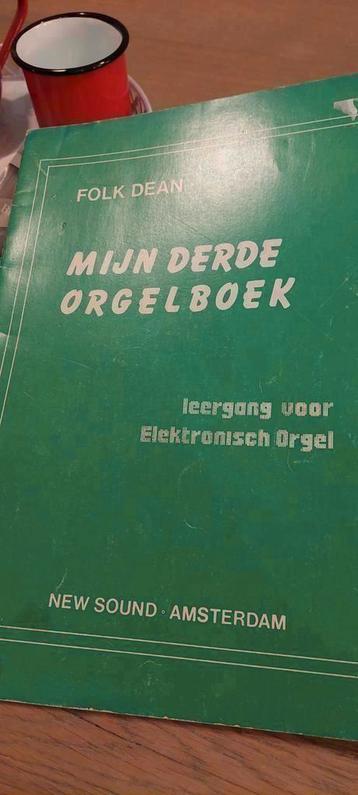 FOLK DEAN
MIJN DERDE
ORGELBOEK
leergang voor
Elektronisch Orgel
NEW SOUND ◦ AMSTERDAM